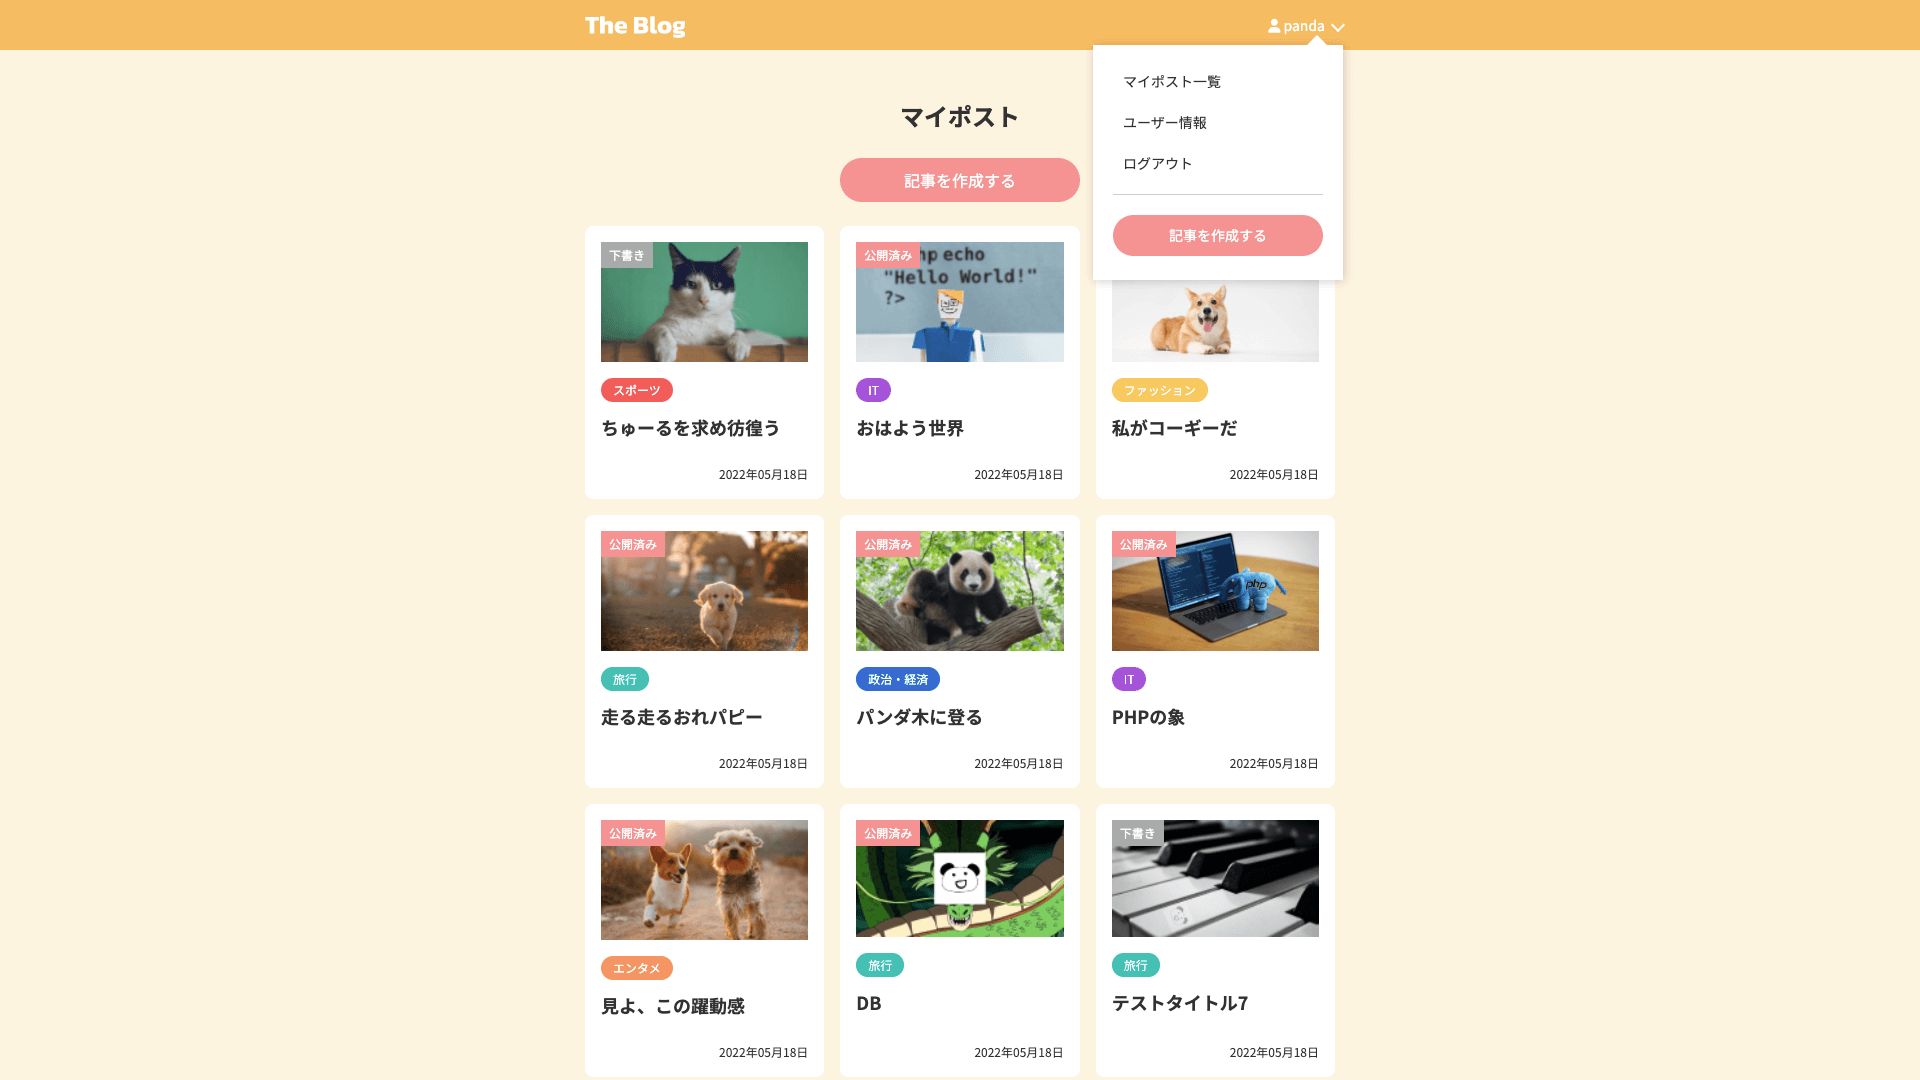 The Blog
panda
マイポスト一覧
ユーザー情報
ログアウト
記事を作成する
マイポスト
記事を作成する
下書き
スポーツ
ちゅーるを求め彷徨う
2022年05月18日
公開済み
hp echo
"Hello World!"
?>
IT
おはよう世界
2022年05月18日
ファッション
私がコーギーだ
2022年05月18日
公開済み
旅行
走る走るおれパピー
2022年05月18日
公開済み
政治・経済
パンダ木に登る
2022年05月18日
公開済み
php
IT
PHPの象
2022年05月18日
公開済み
エンタメ
見よ、この躍動感
2022年05月18日
公開済み
旅行
DB
2022年05月18日
下書き
旅行
テストタイトル7
2022年05月18日